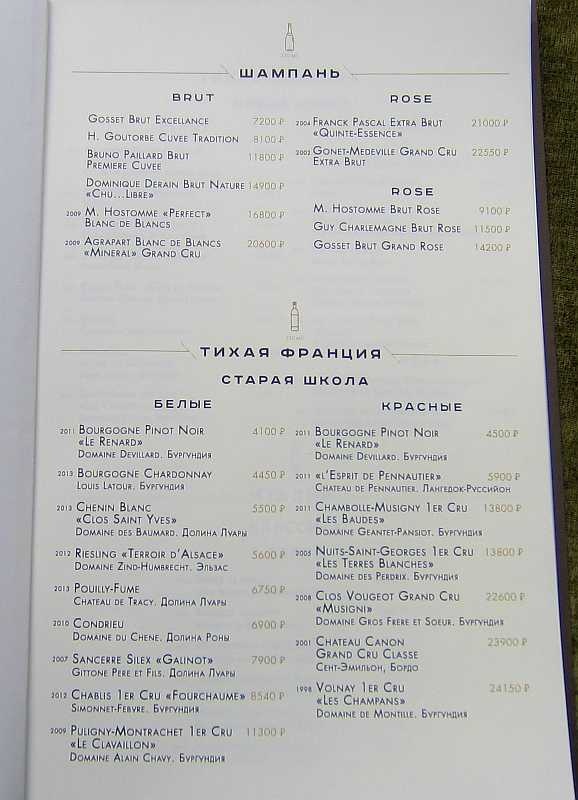 ШАМПАНЬ
BRUT
GOSSET BRUT EXCELLANCE 7200 ₽
H. GOUTORBE CUVEE TRADITION 8100 ₽
BRUNO PAILLARD BRUT 11800 ₽
PREMIERE CUVEE
DOMINIQUE DERAIN BRUT NATURE 14900 ₽
«CHU...LIBRE»
2009 M. HOSTOMME «PERFECT» 16800 ₽
BLANC DE BLANCS
2009 AGRAPART BLANC DE BLANCS 20600 ₽
«MINERAL» GRAND CRU
ROSE
2004 FRANCK PASCAL EXTRA BRUT 21000 ₽
«QUINTE-ESSENCE»
2002 GONET-MEDEVILLE GRAND CRU 22550 ₽
EXTRA BRUT
ROSE
M. HOSTOMME BRUT ROSE 9100 ₽
GUY CHARLEMAGNE BRUT ROSE 11500 ₽
GOSSET BRUT GRAND ROSE 14200 ₽
ТИХАЯ ФРАНЦИЯ
СТАРАЯ ШКОЛА
БЕЛЫЕ
2011 BOURGOGNE PINOT NOIR 4100 ₽
«LE RENARD»
DOMAINE DEVILLARD. БУРГУНДИЯ
2013 BOURGOGNE CHARDONNAY 4450 ₽
LOUIS LATOUR. БУРГУНДИЯ
2013 CHENIN BLANC 5500 ₽
«CLOS SAINT YVES»
DOMAINE DES BAUMARD. ДОЛИНА ЛУАРЫ
2012 RIESLING «TERROIR D'ALSACE» 5600 ₽
DOMAINE ZIND-HUMBRECHT. ЭЛЬЗАС
2013 POUILLY-FUME 6750 ₽
CHATEAU DE TRACY. ДОЛИНА ЛУАРЫ
2010 CONDRIEU 6900 ₽
DOMAINE DU CHENE. ДОЛИНА РОНЫ
2007 SANCERRE SILEX «GALINOT» 7900 ₽
GITTONE PERE ET FILS. ДОЛИНА ЛУАРЫ
2012 CHABLIS 1ER CRU «FOURCHAUME» 8540 ₽
SIMONNET-FEBVRE. БУРГУНДИЯ
2009 PULIGNY-MONTRACHET 1ER CRU 11300 ₽
«LE CLAVAILLON»
DOMAINE ALAIN CHAVY. БУРГУНДИЯ
КРАСНЫЕ
2011 BOURGOGNE PINOT NOIR 4500 ₽
«LE RENARD»
DOMAINE DEVILLARD. БУРГУНДИЯ
2011 «L'ESPRIT DE PENNAUTIER» 5900 ₽
CHATEAU DE PENNAUTIER. ЛАНГЕДОК-РУССИЙОН
2011 CHAMBOLLE-MUSIGNY 1ER CRU 13800 ₽
«LES BAUDES»
DOMAINE GEANTET-PANSIOT. БУРГУНДИЯ
2005 NUITS-SAINT-GEORGES 1ER CRU 13800 ₽
«LES TERRES BLANCHES»
DOMAINE DES PERDRIX. БУРГУНДИЯ
2008 CLOS VOUGEOT GRAND CRU 22600 ₽
«MUSIGNI»
DOMAINE GROS FRERE ET SOEUR. БУРГУНДИЯ
2001 CHATEAU CANON 23900 ₽
GRAND CRU CLASSE
СЕНТ-ЭМИЛЬОН, БОРДО
1998 VOLNAY 1ER CRU 24150 ₽
«LES CHAMPANS»
DOMAINE DE MONTILLE. БУРГУНДИЯ